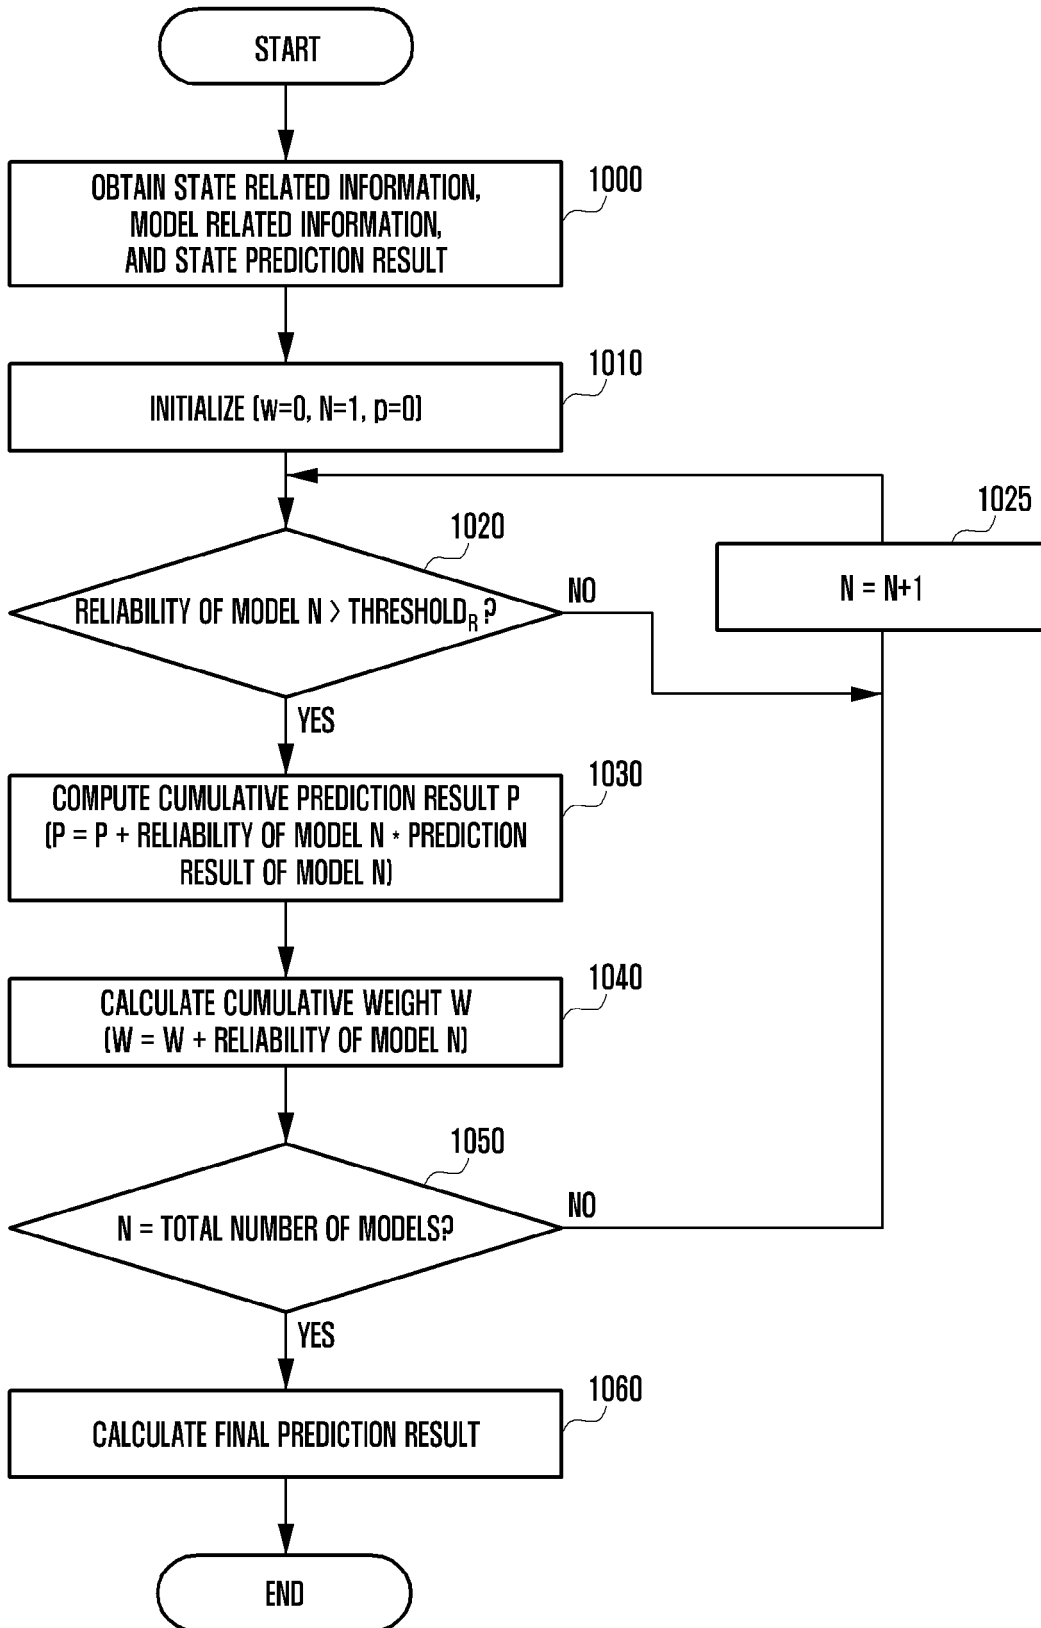 START
OBTAIN STATE RELATED INFORMATION,
MODEL RELATED INFORMATION,
AND STATE PREDICTION RESULT
1000
INITIALIZE (w=0, N=1, p=0)
1010
RELIABILITY OF MODEL N > THRESHOLD_R ?
1020
NO
N = N+1
1025
YES
COMPUTE CUMULATIVE PREDICTION RESULT P
(P = P + RELIABILITY OF MODEL N * PREDICTION
RESULT OF MODEL N)
1030
CALCULATE CUMULATIVE WEIGHT W
(W = W + RELIABILITY OF MODEL N)
1040
N = TOTAL NUMBER OF MODELS?
1050
NO
YES
CALCULATE FINAL PREDICTION RESULT
1060
END